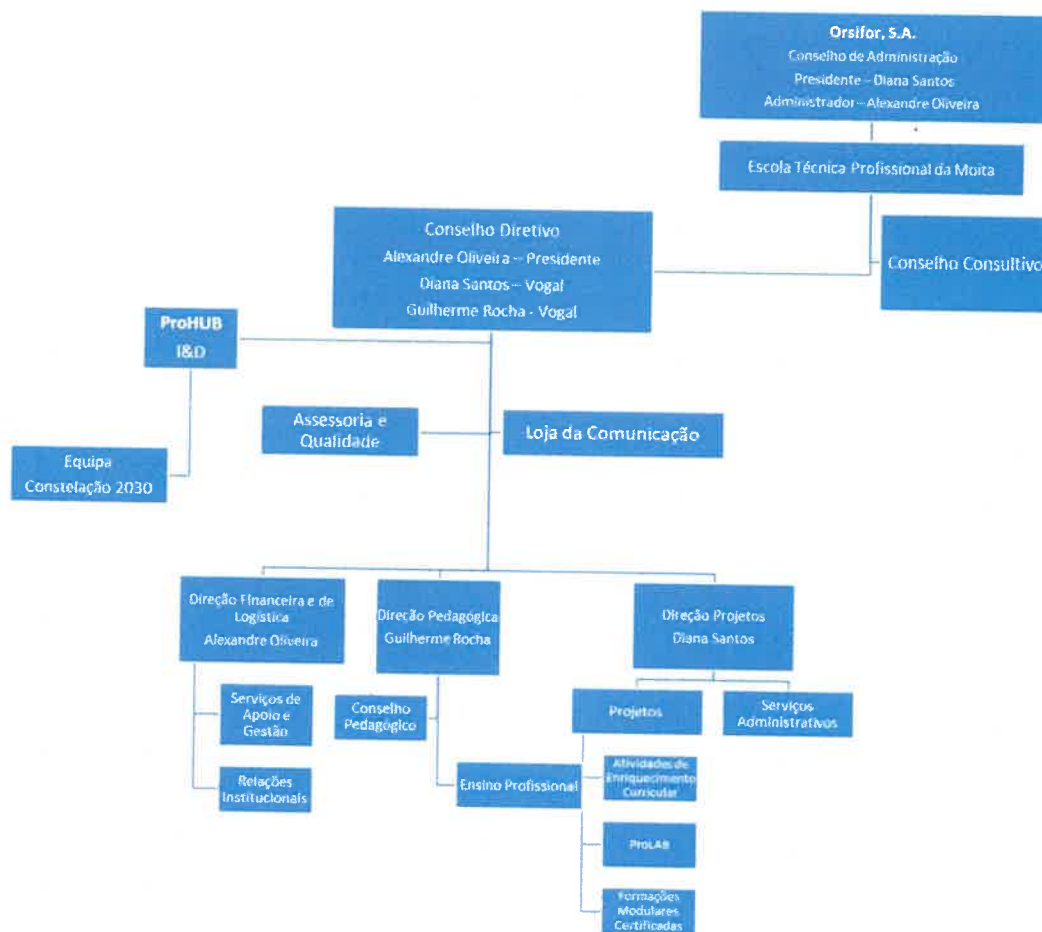 Orsifor, S.A.
Conselho de Administração
Presidente – Diana Santos
Administrador – Alexandre Oliveira
Escola Técnica Profissional da Moita
Conselho Consultivo
Conselho Diretivo
Alexandre Oliveira – Presidente
Diana Santos – Vogal
Guilherme Rocha - Vogal
ProHUB
I&D
Assessoria e
Qualidade
Loja da Comunicação
Equipa
Constelação 2030
Direção Financeira e de
Logística
Alexandre Oliveira
Direção Pedagógica
Guilherme Rocha
Direção Projetos
Diana Santos
Serviços de
Apoio e
Gestão
Relações
Institucionais
Conselho
Pedagógico
Ensino Profissional
Projetos
Serviços
Administrativos
Atividades de
Enriquecimento
Curricular
ProLAB
Formações
Modulares
Certificadas